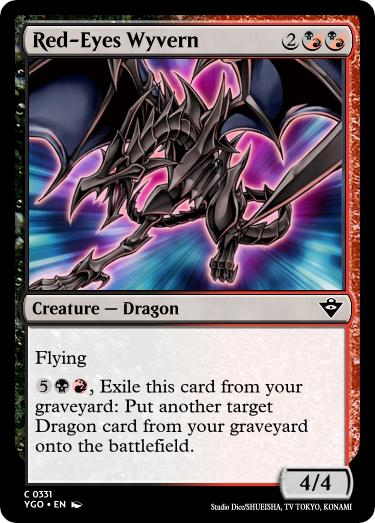 Red-Eyes Wyvern 2
Creature — Dragon
Flying
5, Exile this card from your
graveyard: Put another target
Dragon card from your graveyard
onto the battlefield.
4/4
C 0331
YGO • EN
Studio Dice/SHUEISHA, TV TOKYO, KONAMI